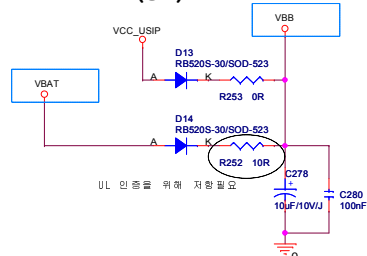 VBB
VCC_USIP
D13
RB520S-30/SOD-523
VBAT
A
K
R253 0R
D14
RB520S-30/SOD-523
A
K
R252 10R
UL 인증을 위해 저항필요
C278
+
10uF/10V/J
C280
100nF
0